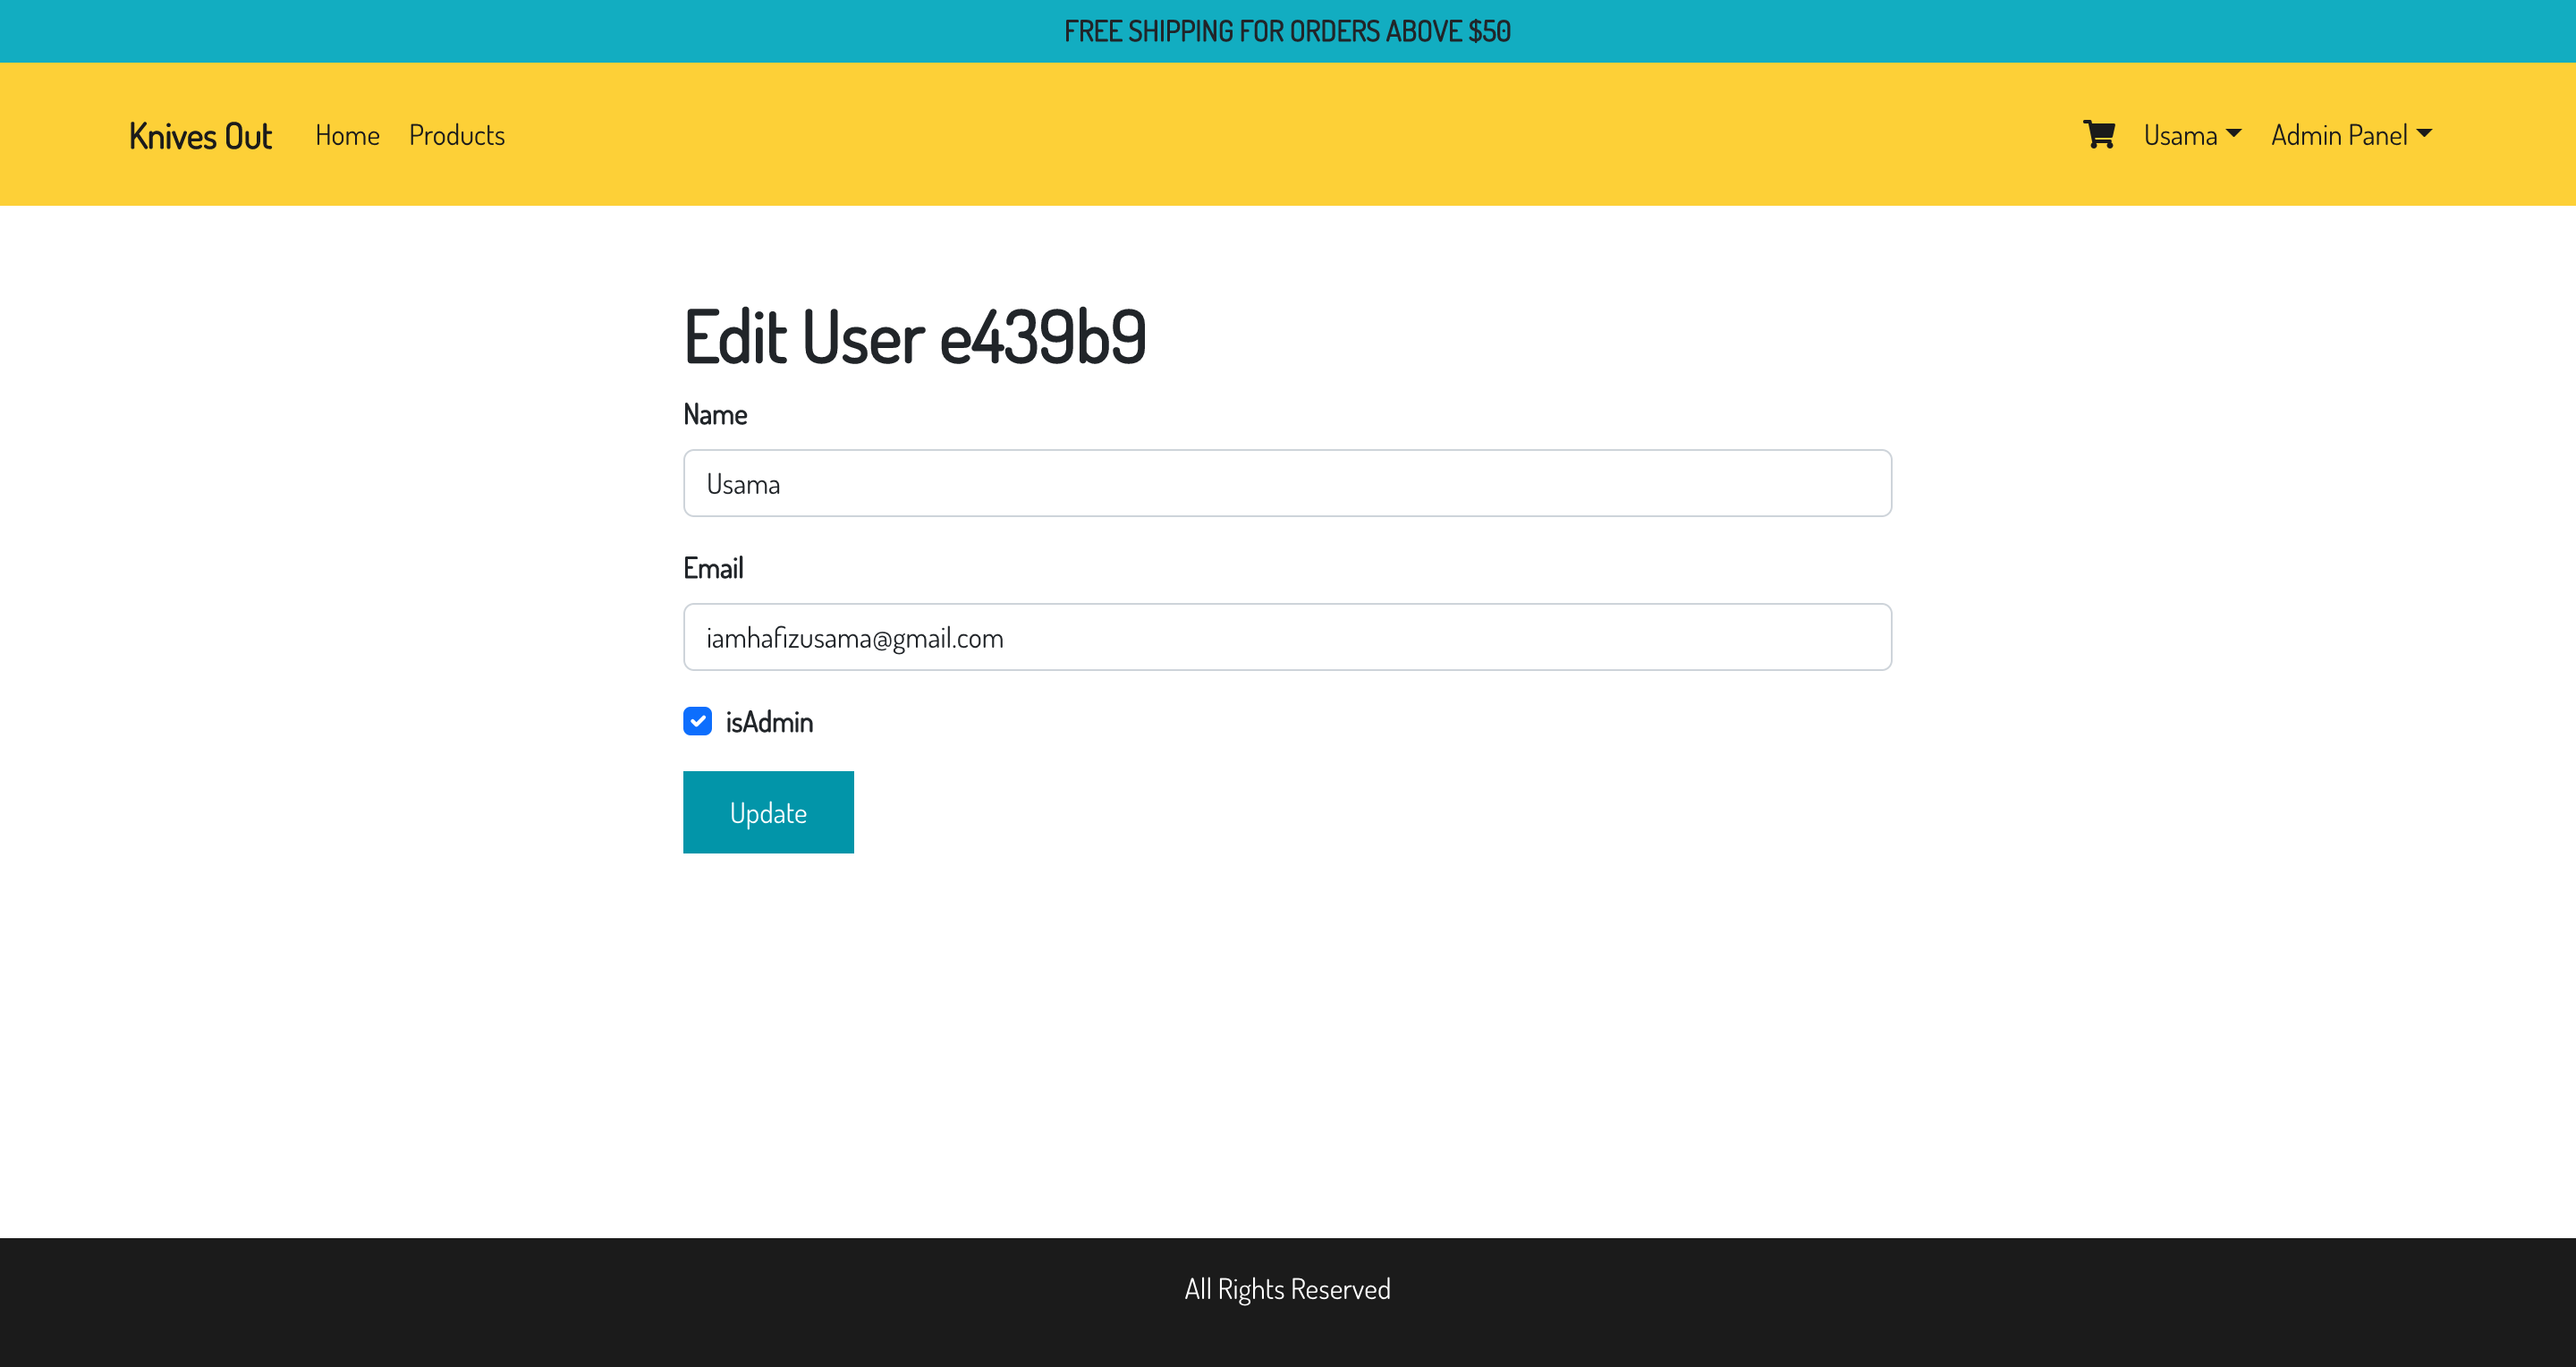 FREE SHIPPING FOR ORDERS ABOVE $50
Knives Out Home Products Usama Admin Panel
Edit User e439b9
Name
Usama
Email
iamhafizusama@gmail.com
isAdmin
Update
All Rights Reserved